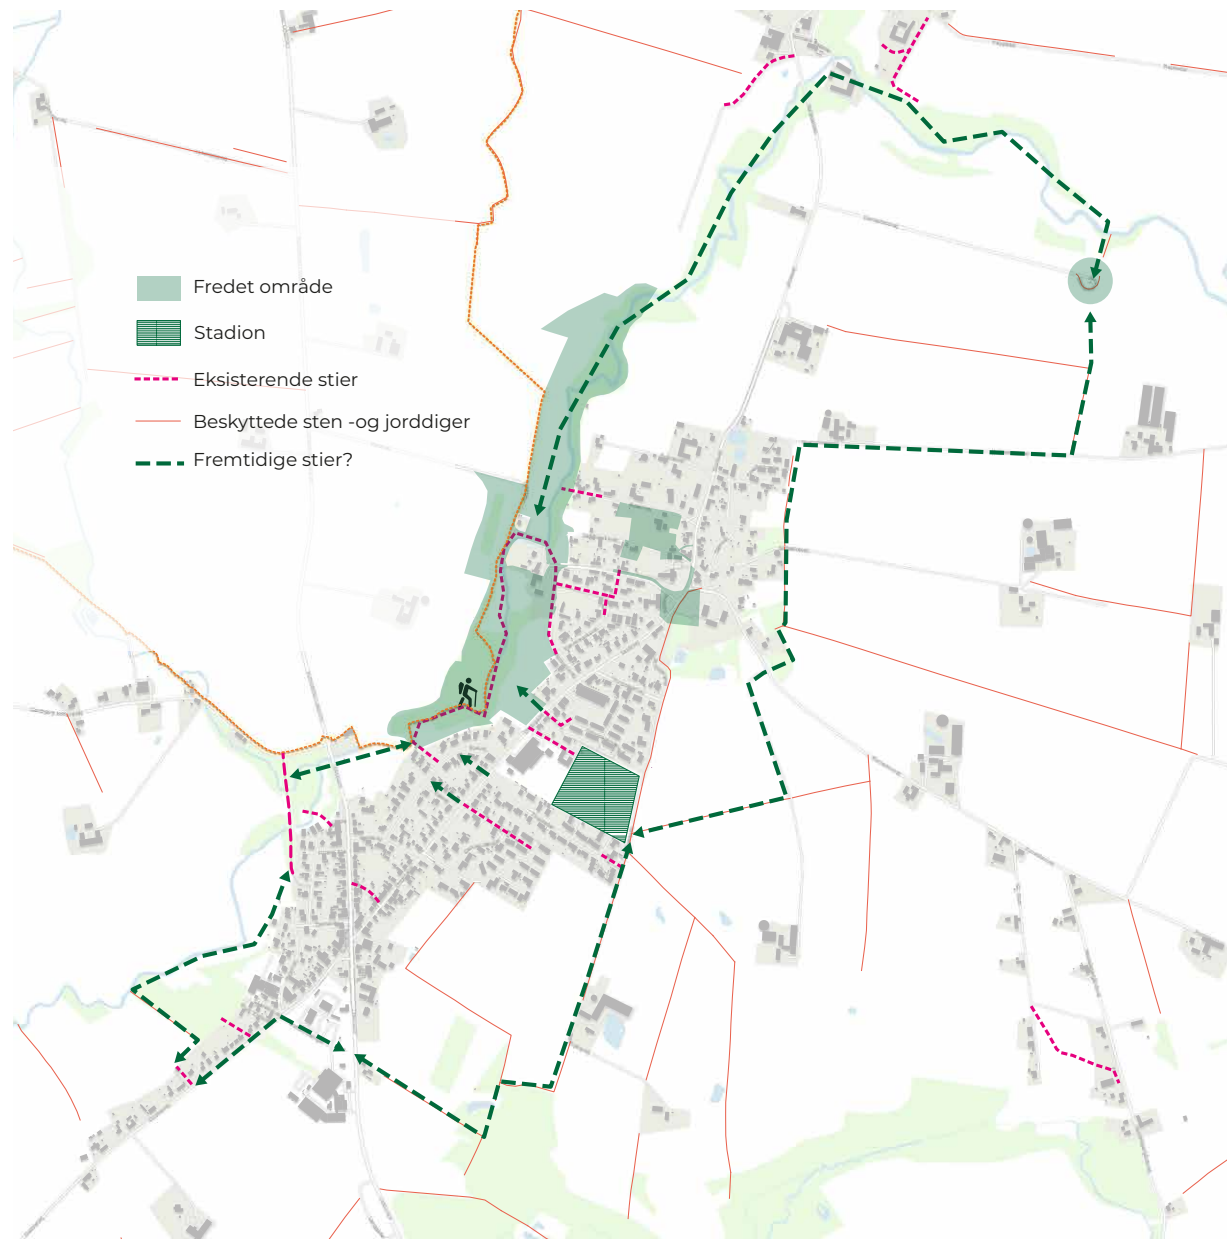 Fredet område
Stadion
Eksisterende stier
Beskyttede sten -og jorddiger
Fremtidige stier?